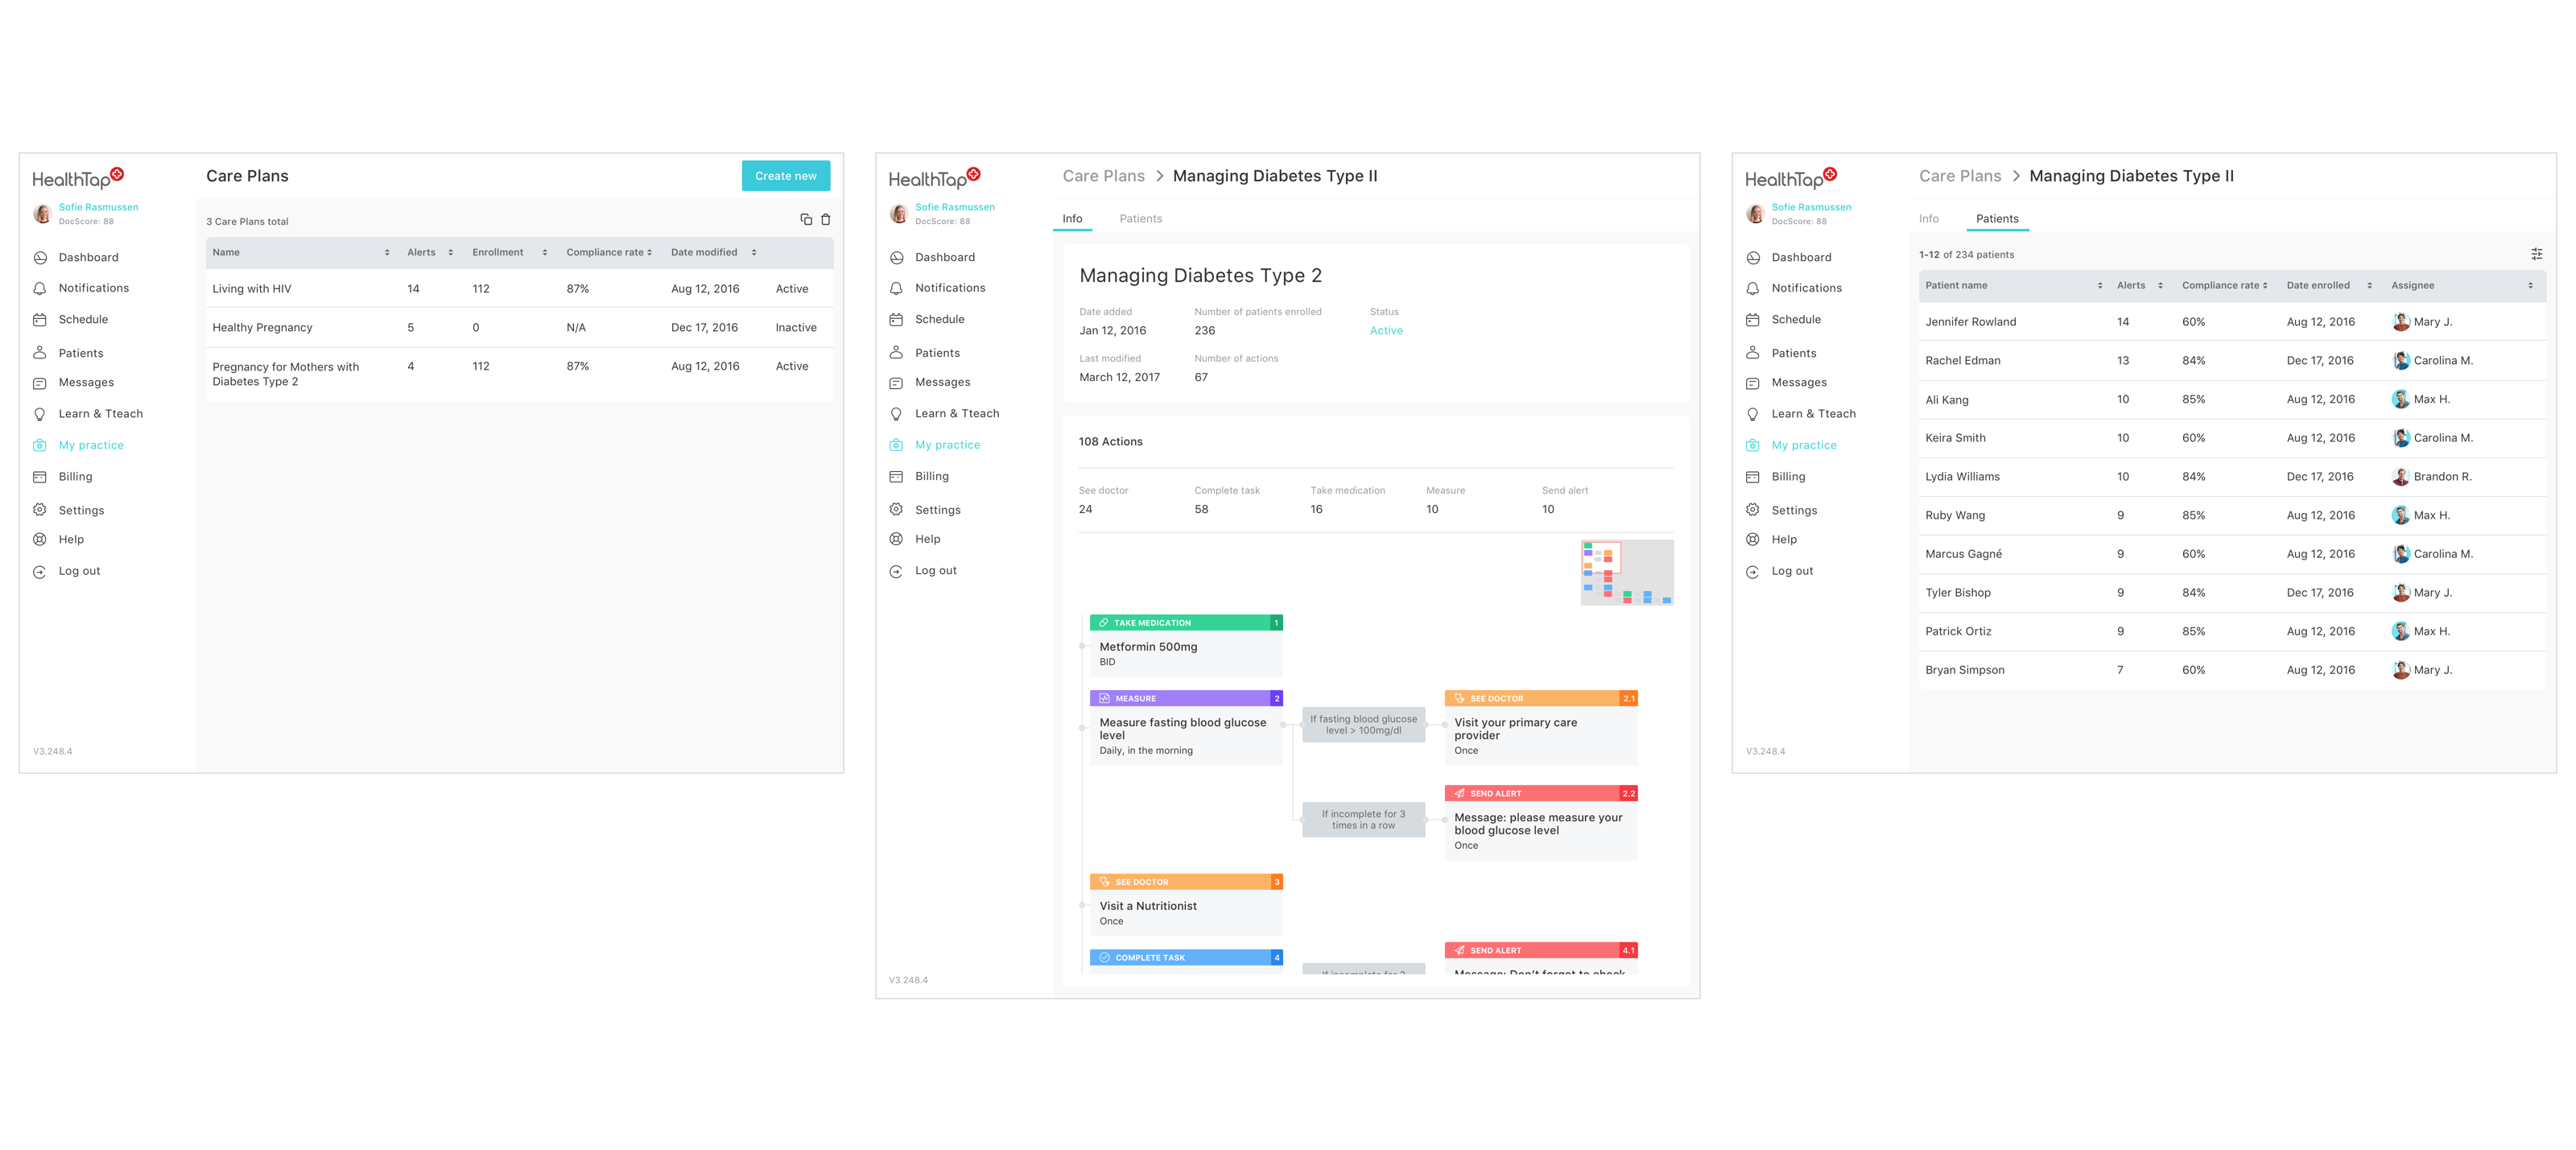 HealthTap
Sofie Rasmussen
DocScore: 88
Dashboard
Notifications
Schedule
Patients
Messages
Learn & Tteach
My practice
Billing
Settings
Help
Log out
V3.248.4
Care Plans
Create new
3 Care Plans total
Name Alerts Enrollment Compliance rate Date modified
Living with HIV 14 112 87% Aug 12, 2016 Active
Healthy Pregnancy 5 0 N/A Dec 17, 2016 Inactive
Pregnancy for Mothers with 4 112 87% Aug 12, 2016 Active
Diabetes Type 2
HealthTap
Sofie Rasmussen
DocScore: 88
Dashboard
Notifications
Schedule
Patients
Messages
Learn & Tteach
My practice
Billing
Settings
Help
Log out
V3.248.4
Care Plans > Managing Diabetes Type II
Info Patients
Managing Diabetes Type 2
Date added Number of patients enrolled Status
Jan 12, 2016 236 Active
Last modified Number of actions
March 12, 2017 67
108 Actions
See doctor Complete task Take medication Measure Send alert
24 58 16 10 10
TAKE MEDICATION 1
Metformin 500mg
BID
MEASURE 2
Measure fasting blood glucose
level
Daily, in the morning
If fasting blood glucose
level > 100mg/dl
SEE DOCTOR 2.1
Visit your primary care
provider
Once
If incomplete for 3
times in a row
SEND ALERT 2.2
Message: please measure your
blood glucose level
Once
SEE DOCTOR 3
Visit a Nutritionist
Once
COMPLETE TASK 4
If incomplete for 3
SEND ALERT 4.1
Message: Don't forget to check
HealthTap
Sofie Rasmussen
DocScore: 88
Dashboard
Notifications
Schedule
Patients
Messages
Learn & Tteach
My practice
Billing
Settings
Help
Log out
V3.248.4
Care Plans > Managing Diabetes Type II
Info Patients
1-12 of 234 patients
Patient name Alerts Compliance rate Date enrolled Assignee
Jennifer Rowland 14 60% Aug 12, 2016 Mary J.
Rachel Edman 13 84% Dec 17, 2016 Carolina M.
Ali Kang 10 85% Aug 12, 2016 Max H.
Keira Smith 10 60% Aug 12, 2016 Carolina M.
Lydia Williams 10 84% Dec 17, 2016 Brandon R.
Ruby Wang 9 85% Aug 12, 2016 Max H.
Marcus Gagné 9 60% Aug 12, 2016 Carolina M.
Tyler Bishop 9 84% Dec 17, 2016 Mary J.
Patrick Ortiz 9 85% Aug 12, 2016 Max H.
Bryan Simpson 7 60% Aug 12, 2016 Mary J.